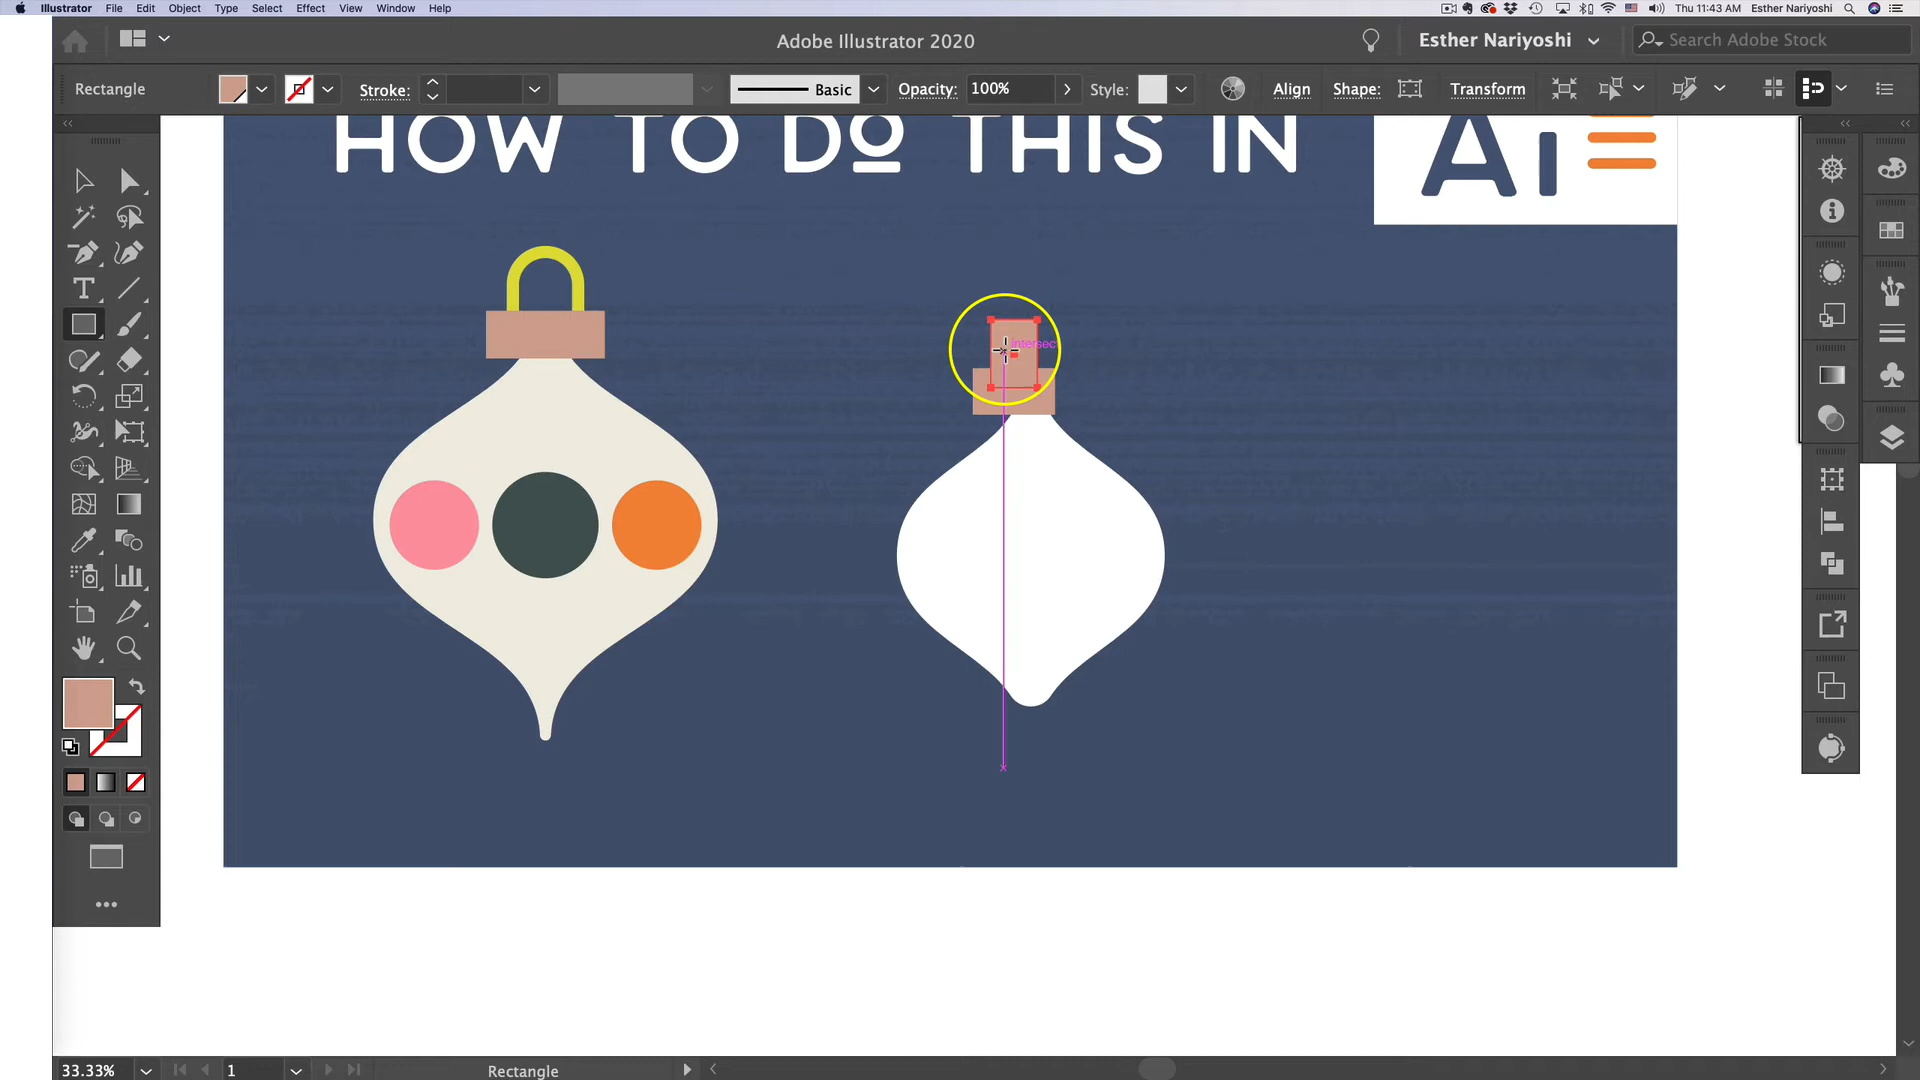 Illustrator File Edit Object Type Select Effect View Window Help
Thu 11:43 AM Esther Nariyoshi
Adobe Illustrator 2020
Esther Nariyoshi
Search Adobe Stock
Rectangle
Stroke:
Basic
Opacity: 100%
Style:
Align
Shape:
Transform
HOW TO DO THIS IN
Ai
intersec
33.33%
1
Rectangle